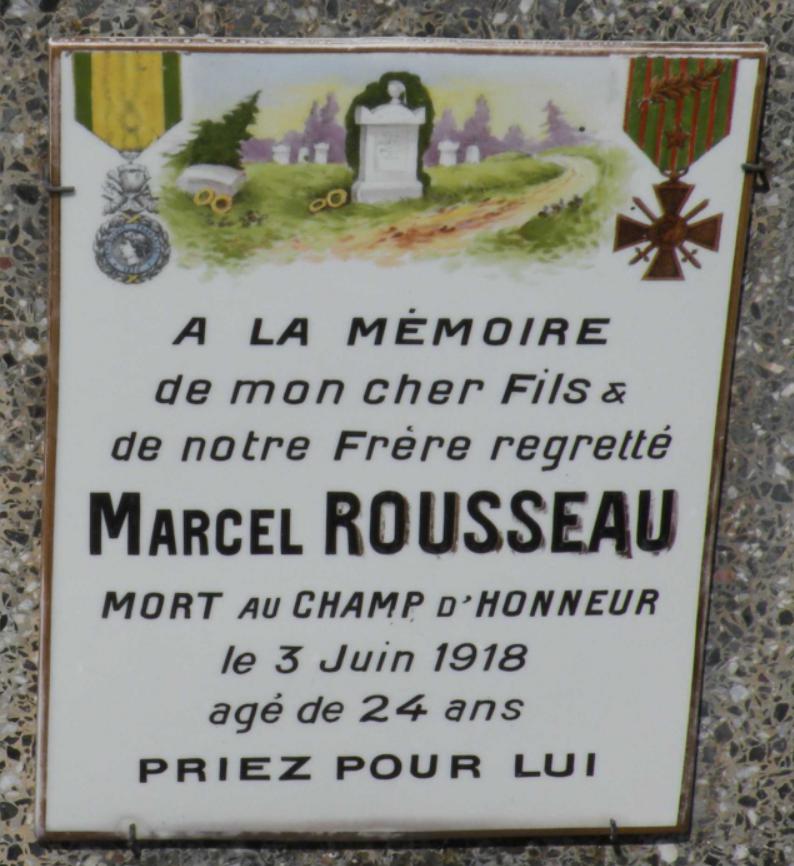 A LA MÉMOIRE
de mon cher Fils &
de notre Frère regretté
MARCEL ROUSSEAU
MORT AU CHAMP D'HONNEUR
le 3 Juin 1918
agé de 24 ans
PRIEZ POUR LUI